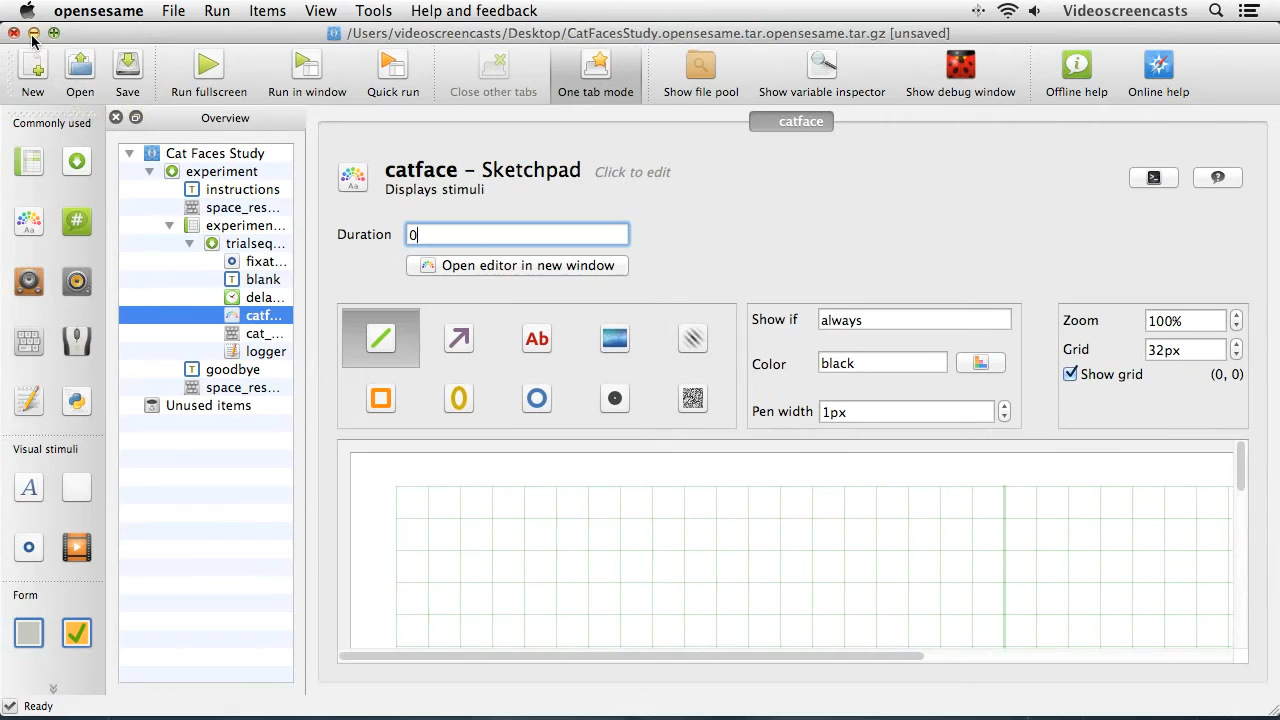 opensesame File Run Items View Tools Help and feedback Videoscreencasts
/Users/videoscreencasts/Desktop/CatFacesStudy.opensesame.tar.opensesame.tar.gz [unsaved]
New Open Save Run fullscreen Run in window Quick run Close other tabs One tab mode Show file pool Show variable inspector Show debug window Offline help Online help
Commonly used
Aa
#
Visual stimuli
A
Form
Overview
Cat Faces Study
experiment
T instructions
space_res...
experimen...
trialseq...
fixat...
T blank
dela...
catf...
cat_...
logger
T goodbye
space_res...
Unused items
catface
Aa
catface – Sketchpad Click to edit
Displays stimuli
Duration 0
Open editor in new window
Ab
Show if always
Color black
Pen width 1px
Zoom 100%
Grid 32px
Show grid (0, 0)
Ready